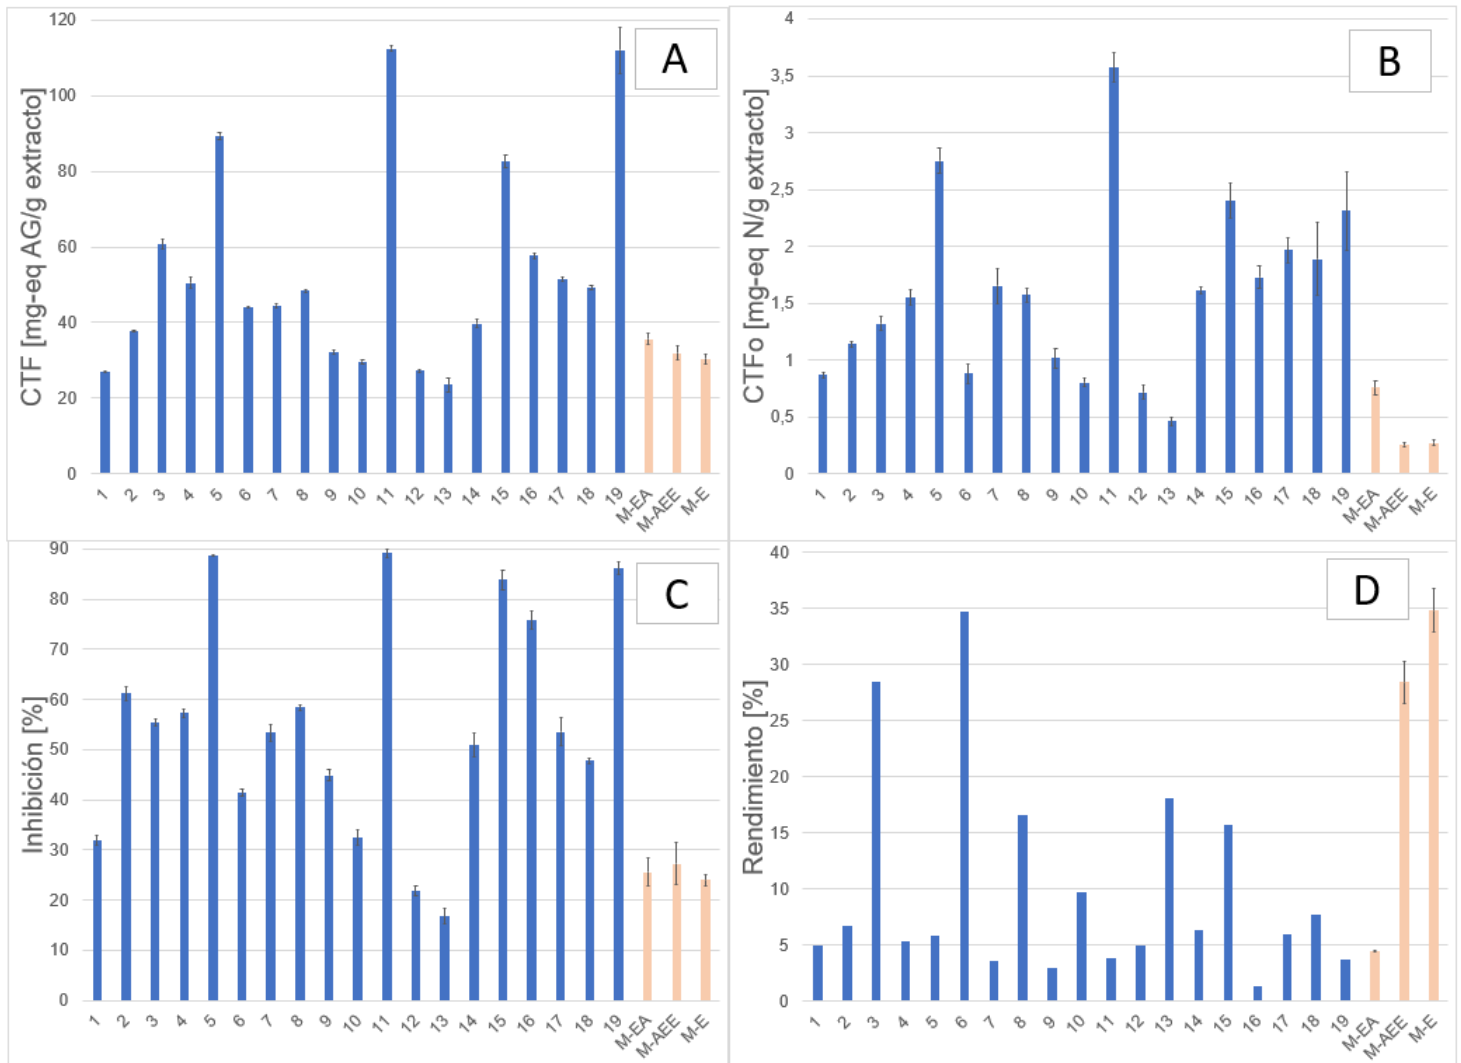 A
CTF [mg-eq AG/g extracto]
120
100
80
60
40
20
0
1 2 3 4 5 6 7 8 9 10 11 12 13 14 15 16 17 18 19 M-EA M-AEE M-E
B
CTFo [mg-eq N/g extracto]
4
3,5
3
2,5
2
1,5
1
0,5
0
1 2 3 4 5 6 7 8 9 10 11 12 13 14 15 16 17 18 19 M-EA M-AEE M-E
C
Inhibición [%]
90
80
70
60
50
40
30
20
10
0
1 2 3 4 5 6 7 8 9 10 11 12 13 14 15 16 17 18 19 M-EA M-AEE M-E
D
Rendimiento [%]
40
35
30
25
20
15
10
5
0
1 2 3 4 5 6 7 8 9 10 11 12 13 14 15 16 17 18 19 M-EA M-AEE M-E